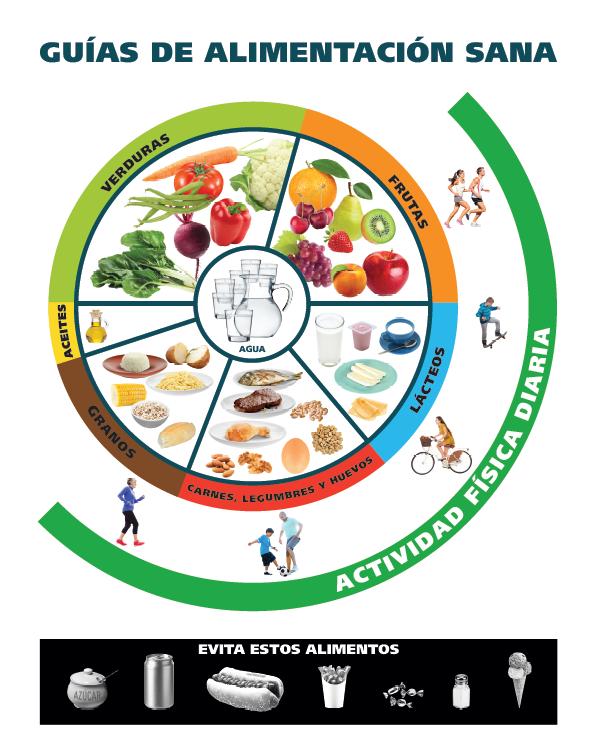 GUÍAS DE ALIMENTACIÓN SANA
VERDURAS
FRUTAS
ACEITES
AGUA
LÁCTEOS
GRANOS
CARNES, LEGUMBRES Y HUEVOS
ACTIVIDAD FÍSICA DIARIA
EVITA ESTOS ALIMENTOS
AZÚCAR